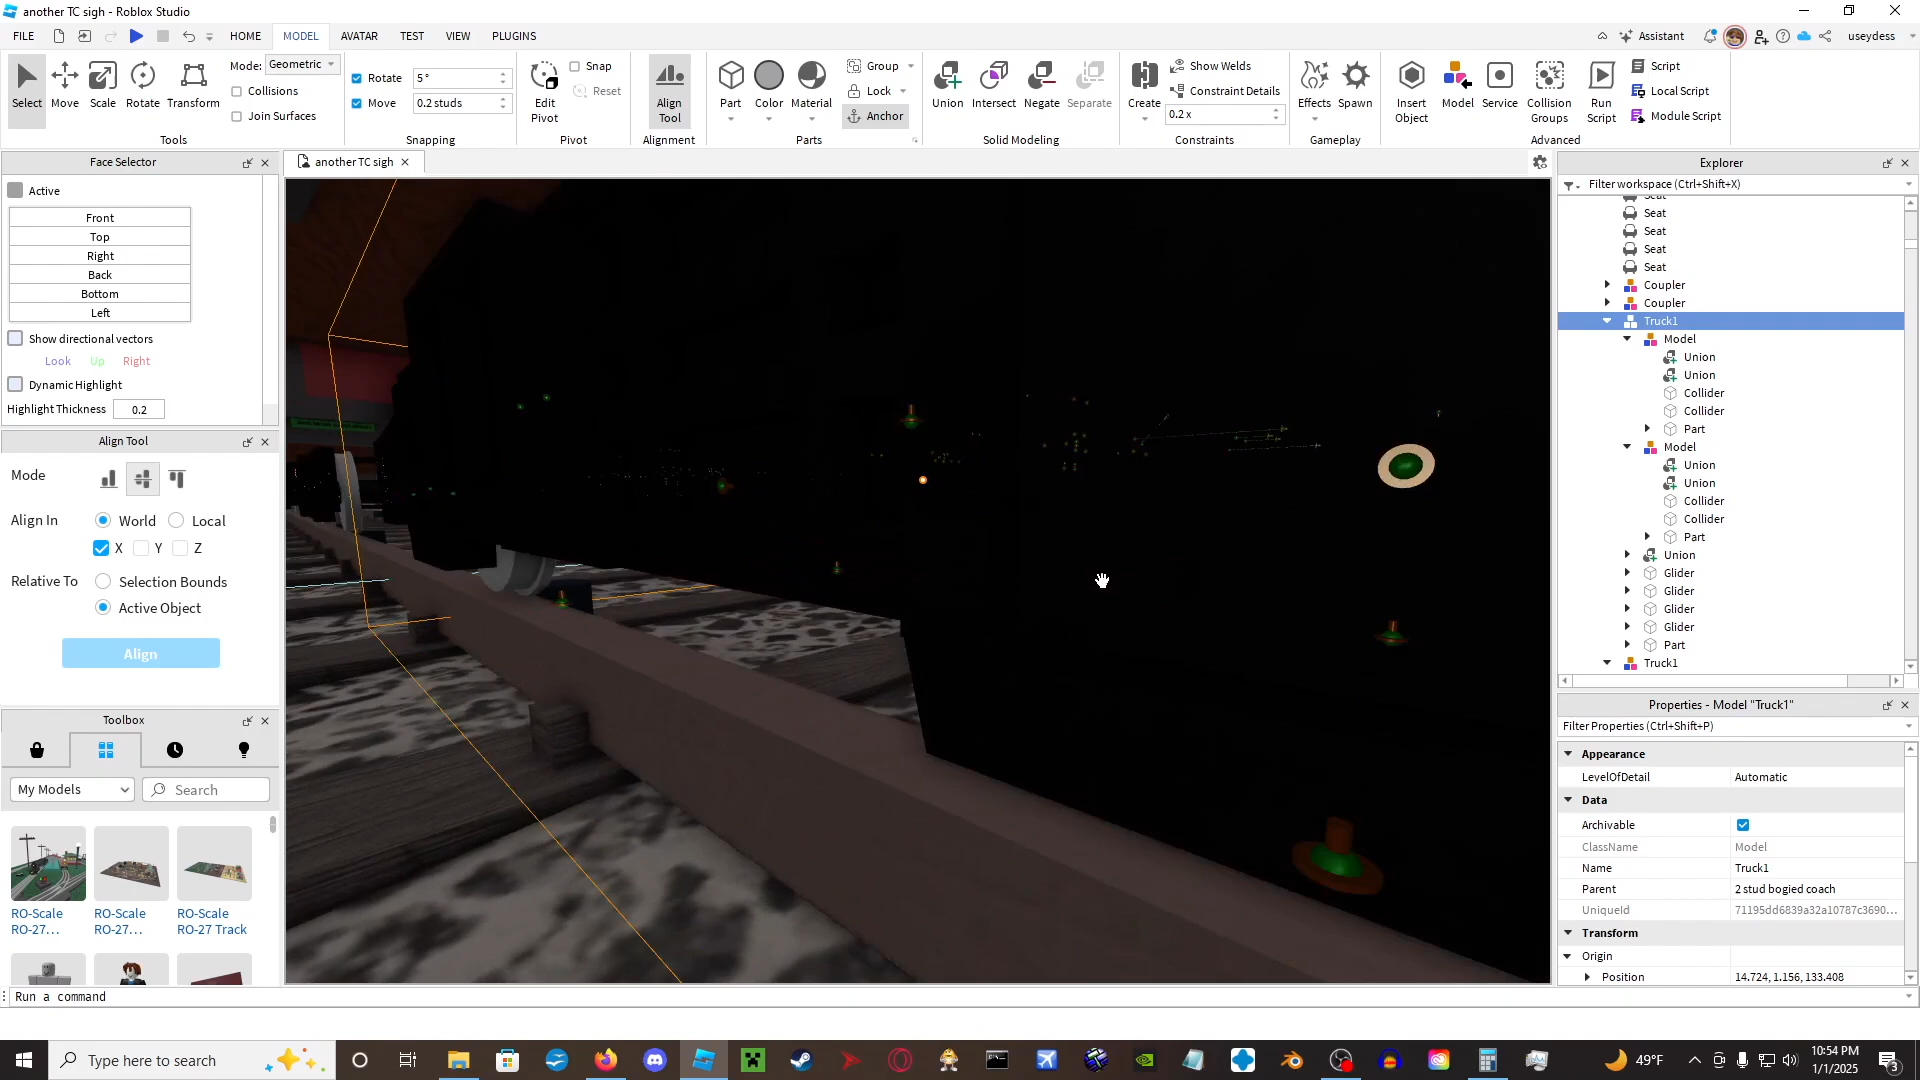 another TC sigh - Roblox Studio
FILE HOME MODEL AVATAR TEST VIEW PLUGINS Assistant useydess
Select Move Scale Rotate Transform
Mode: Geometric
Collisions
Join Surfaces
Tools
Rotate 5 °
Move 0.2 studs
Snapping
Edit Pivot
Snap
Reset
Pivot
Align Tool
Alignment
Part Color Material
Group
Lock
Anchor
Parts
Union Intersect Negate Separate
Solid Modeling
Create
Show Welds
Constraint Details
0.2 x
Constraints
Effects Spawn
Gameplay
Insert Object
Model Service
Collision Groups
Run Script
Script
Local Script
Module Script
Advanced
Face Selector
Active
Front
Top
Right
Back
Bottom
Left
Show directional vectors
Look Up Right
Dynamic Highlight
Highlight Thickness 0.2
Align Tool
Mode
Align In World Local
X Y Z
Relative To Selection Bounds
Active Object
Align
Toolbox
My Models Search
RO-Scale RO-27...
RO-Scale RO-27...
RO-Scale RO-27 Track
another TC sigh
Explorer
Filter workspace (Ctrl+Shift+X)
Seat
Seat
Seat
Seat
Seat
Coupler
Coupler
Truck1
Model
Union
Union
Collider
Collider
Part
Model
Union
Union
Collider
Collider
Part
Union
Glider
Glider
Glider
Glider
Part
Truck1
Properties - Model "Truck1"
Filter Properties (Ctrl+Shift+P)
Appearance
LevelOfDetail Automatic
Data
Archivable
ClassName Model
Name Truck1
Parent 2 stud bogied coach
UniqueId 71195dd6839a32a10787c3690...
Transform
Origin
Position 14.724, 1.156, 133.408
Run a command
Type here to search
49°F
10:54 PM
1/1/2025
3